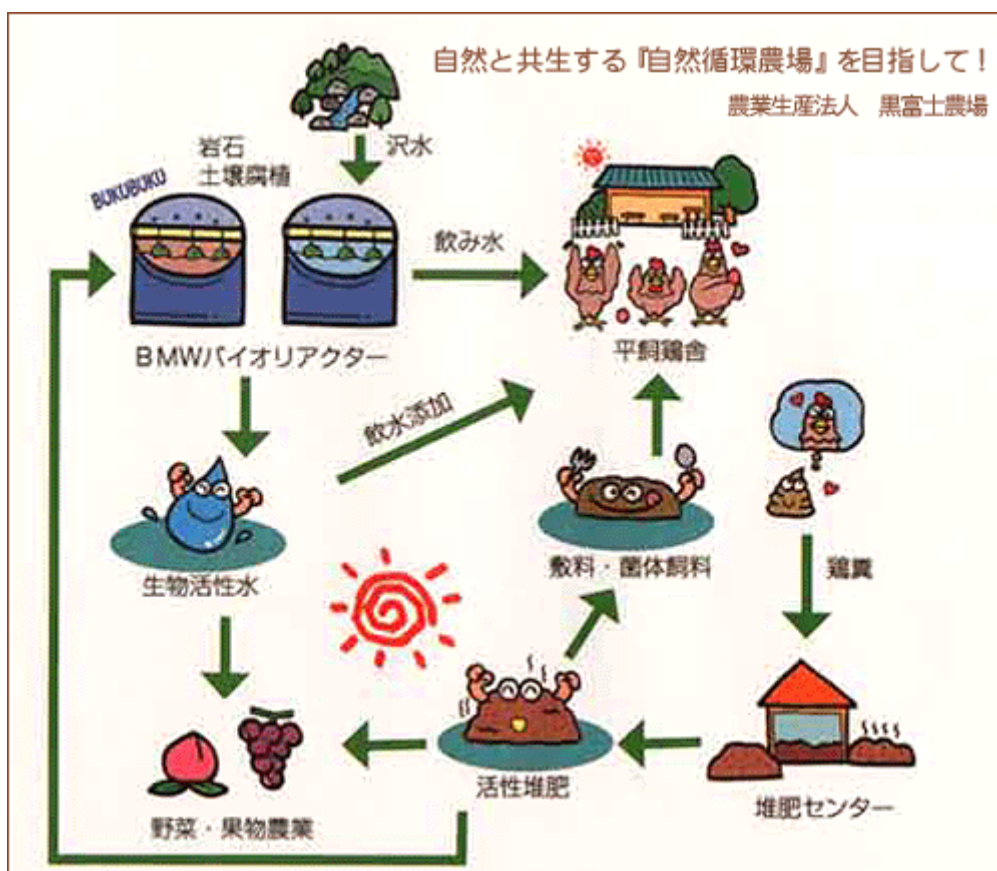 自然と共生する『自然循環農場』を目指して！
農業生産法人　黒富士農場
沢水
岩石
土壌腐植
BUKUBUKU
飲み水
BMWバイオリアクター
平飼鶏舎
飲水添加
生物活性水
敷料・菌体飼料
鶏糞
活性堆肥
堆肥センター
野菜・果物農業